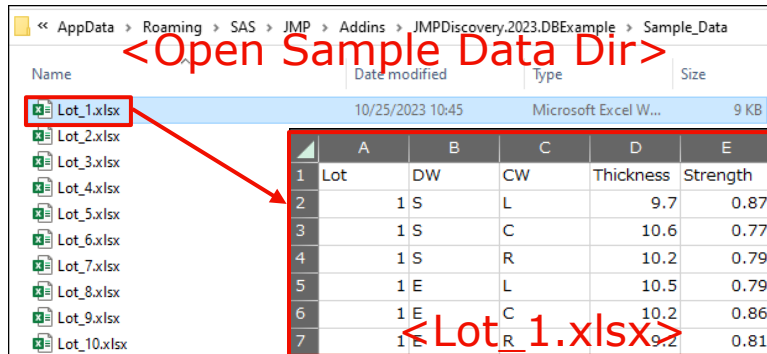 « AppData › Roaming › SAS › JMP › Addins › JMPDiscovery.2023.DBExample › Sample_Data
<Open Sample Data Dir>
Name Date modified Type Size
Lot_1.xlsx 10/25/2023 10:45 Microsoft Excel W... 9 KB
Lot_2.xlsx
Lot_3.xlsx
Lot_4.xlsx
Lot_5.xlsx
Lot_6.xlsx
Lot_7.xlsx
Lot_8.xlsx
Lot_9.xlsx
Lot_10.xlsx
A B C D E
1 Lot DW CW Thickness Strength
2 1 S L 9.7 0.87
3 1 S C 10.6 0.77
4 1 S R 10.2 0.79
5 1 E L 10.5 0.79
6 1 E C 10.2 0.86
7 1 E R 9.2 0.81
<Lot_1.xlsx>